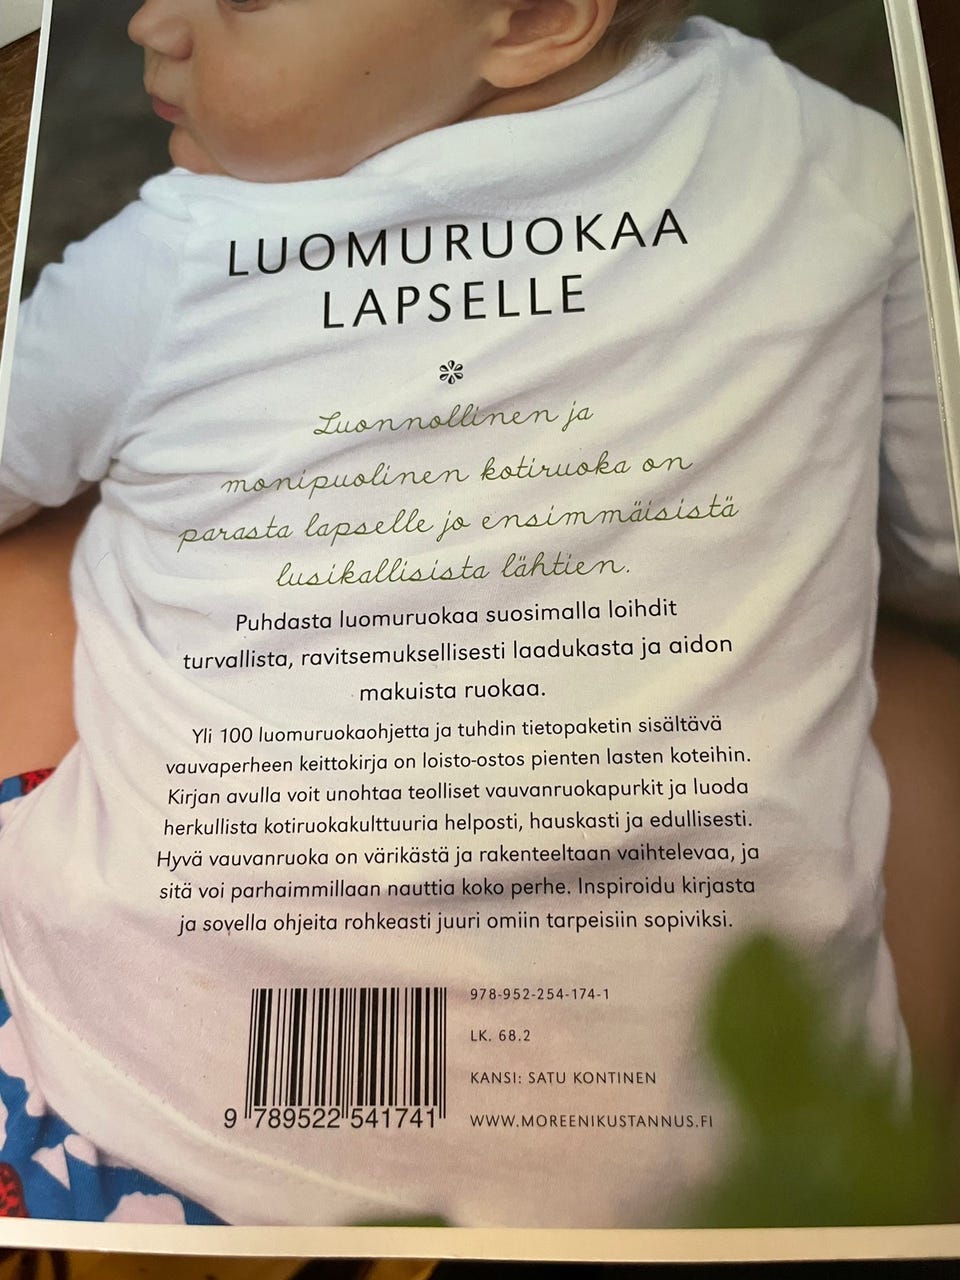 LUOMURUOKAA
LAPSELLE
Luonnollinen ja
monipuolinen kotiruoka on
parasta lapselle jo ensimmäisistä
lusikallisista lähtien.
Puhdasta luomuruokaa suosimalla loihdit
turvallista, ravitsemuksellisesti laadukasta ja aidon
makuista ruokaa.
Yli 100 luomuruokaohjetta ja tuhdin tietopaketin sisältävä
vauvaperheen keittokirja on loisto-ostos pienten lasten koteihin.
Kirjan avulla voit unohtaa teolliset vauvanruokapurkit ja luoda
herkullista kotiruokakulttuuria helposti, hauskasti ja edullisesti.
Hyvä vauvanruoka on värikästä ja rakenteeltaan vaihtelevaa, ja
sitä voi parhaimmillaan nauttia koko perhe. Inspiroidu kirjasta
ja sovella ohjeita rohkeasti juuri omiin tarpeisiin sopiviksi.
978-952-254-174-1
LK. 68.2
KANSI: SATU KONTINEN
WWW.MOREENIKUSTANNUS.FI
9 789522 541741